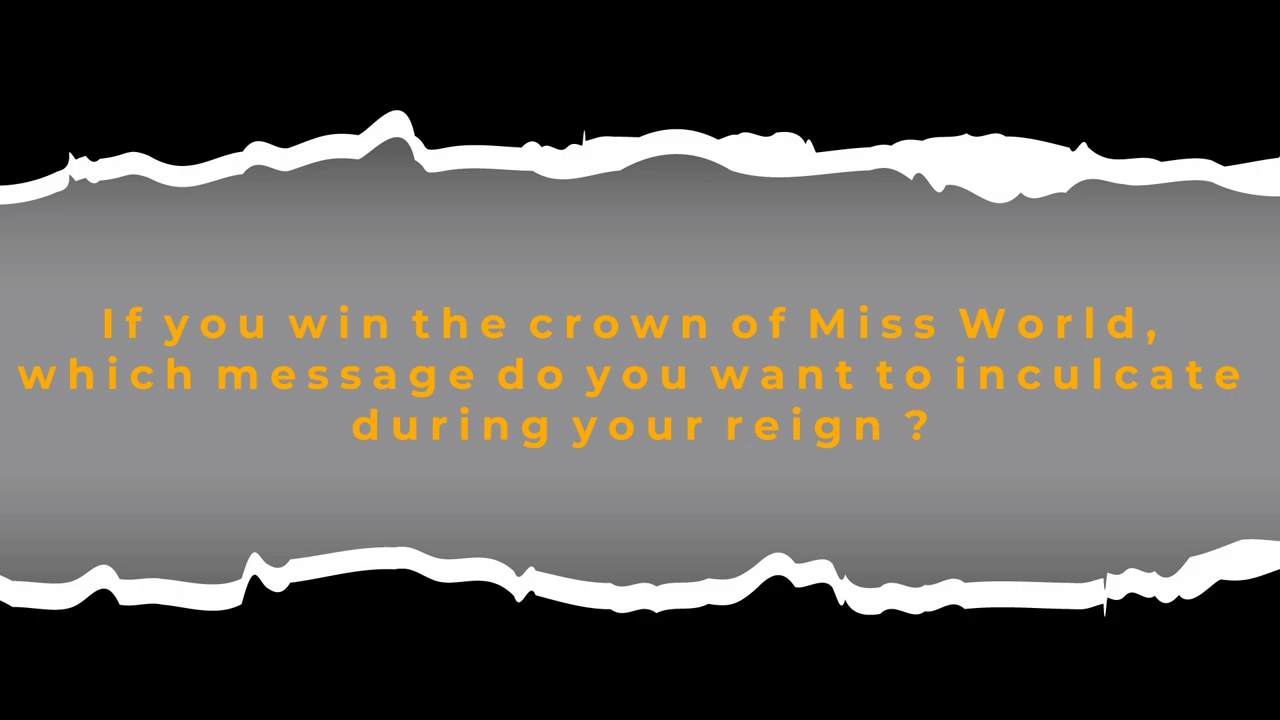 If you win the crown of Miss World,
which message do you want to inculcate
during your reign ?